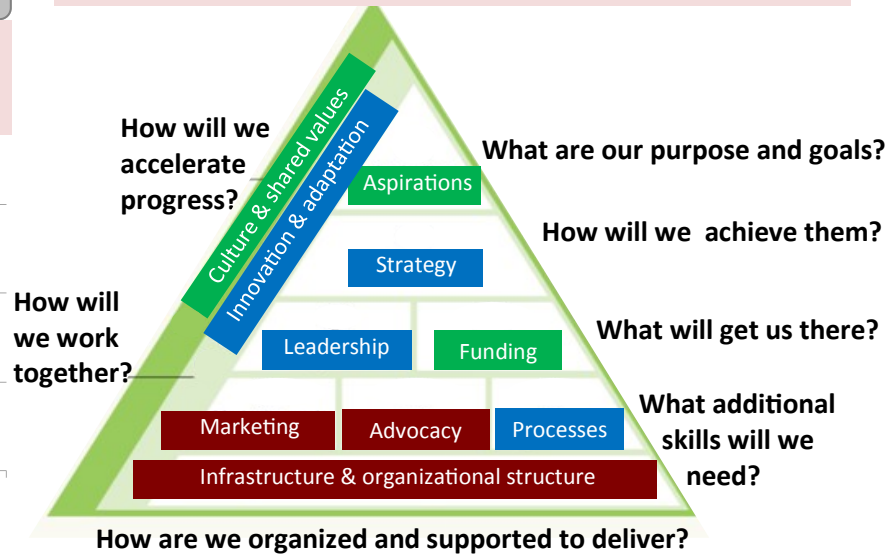 How will we
accelerate
progress?
Culture & shared values
Innovation & adaptation
What are our purpose and goals?
Aspirations
How will we  achieve them?
Strategy
How will
we work
together?
What will get us there?
Leadership
Funding
What additional
skills will we
need?
Marketing
Advocacy
Processes
Infrastructure & organizational structure
How are we organized and supported to deliver?